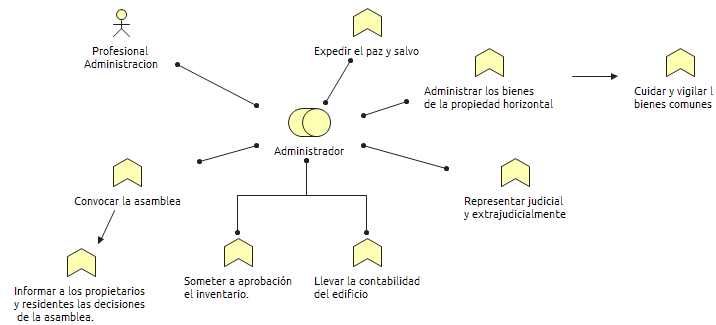 Profesional
Administracion
Expedir el paz y salvo
Administrar los bienes
de la propiedad horizontal
Cuidar y vigilar l
bienes comunes
Administrador
Convocar la asamblea
Representar judicial
y extrajudicialmente
Informar a los propietarios
y residentes las decisiones
de la asamblea.
Someter a aprobación
el inventario.
Llevar la contabilidad
del edificio